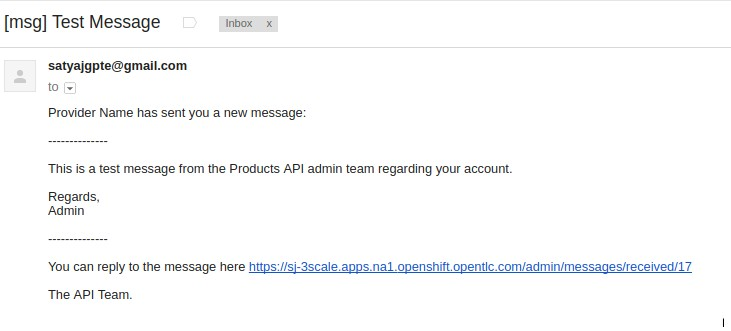 [msg] Test Message
Inbox x
satyajgpte@gmail.com
to
Provider Name has sent you a new message:
--------------
This is a test message from the Products API admin team regarding your account.
Regards,
Admin
--------------
You can reply to the message here https://sj-3scale.apps.na1.openshift.opentlc.com/admin/messages/received/17
The API Team.